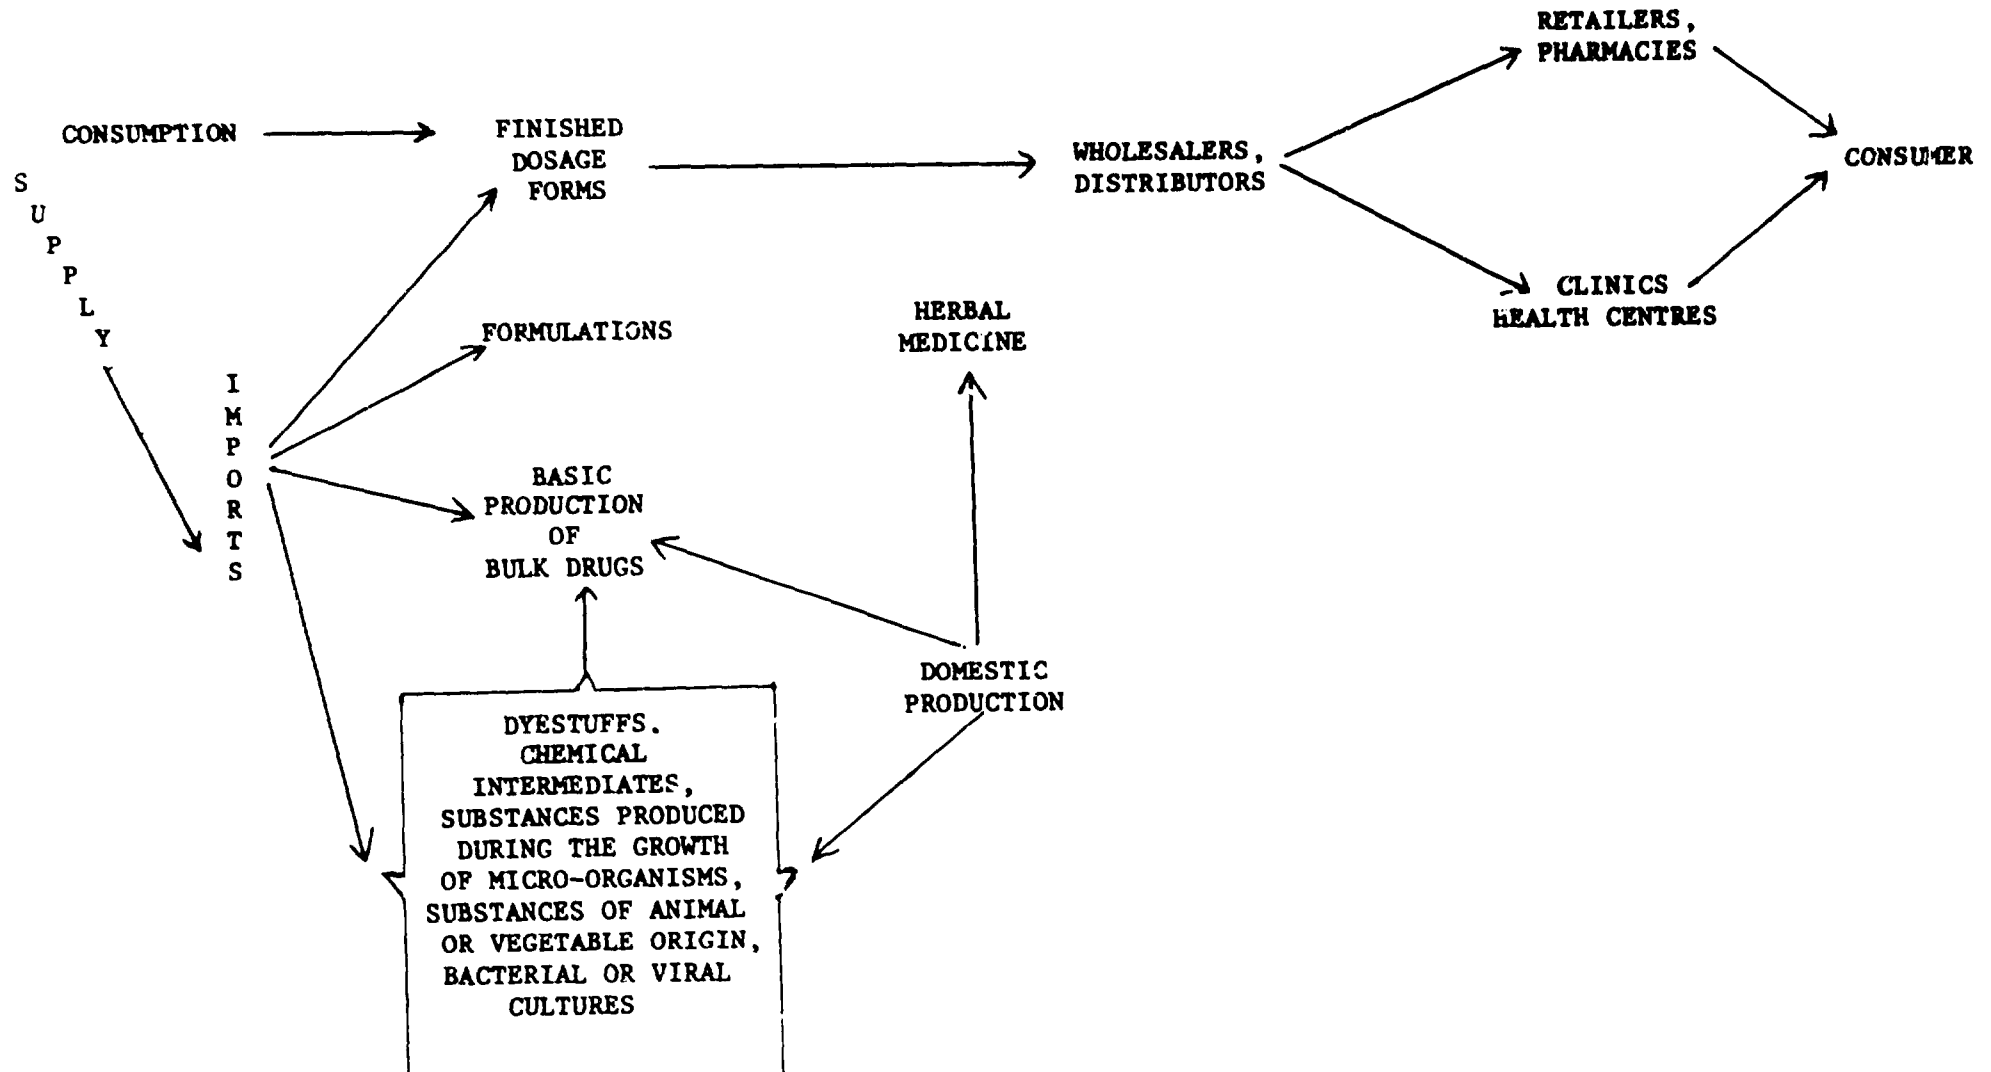 RETAILERS,
PHARMACIES
CONSUMPTION
FINISHED
DOSAGE
FORMS
WHOLESALERS,
DISTRIBUTORS
CONSUMER
SUPPLY
CLINICS
HEALTH CENTRES
FORMULATIONS
HERBAL
MEDICINE
IMPORTS
BASIC
PRODUCTION
OF
BULK DRUGS
DOMESTIC
PRODUCTION
DYESTUFFS.
CHEMICAL
INTERMEDIATES,
SUBSTANCES PRODUCED
DURING THE GROWTH
OF MICRO-ORGANISMS,
SUBSTANCES OF ANIMAL
OR VEGETABLE ORIGIN,
BACTERIAL OR VIRAL
CULTURES